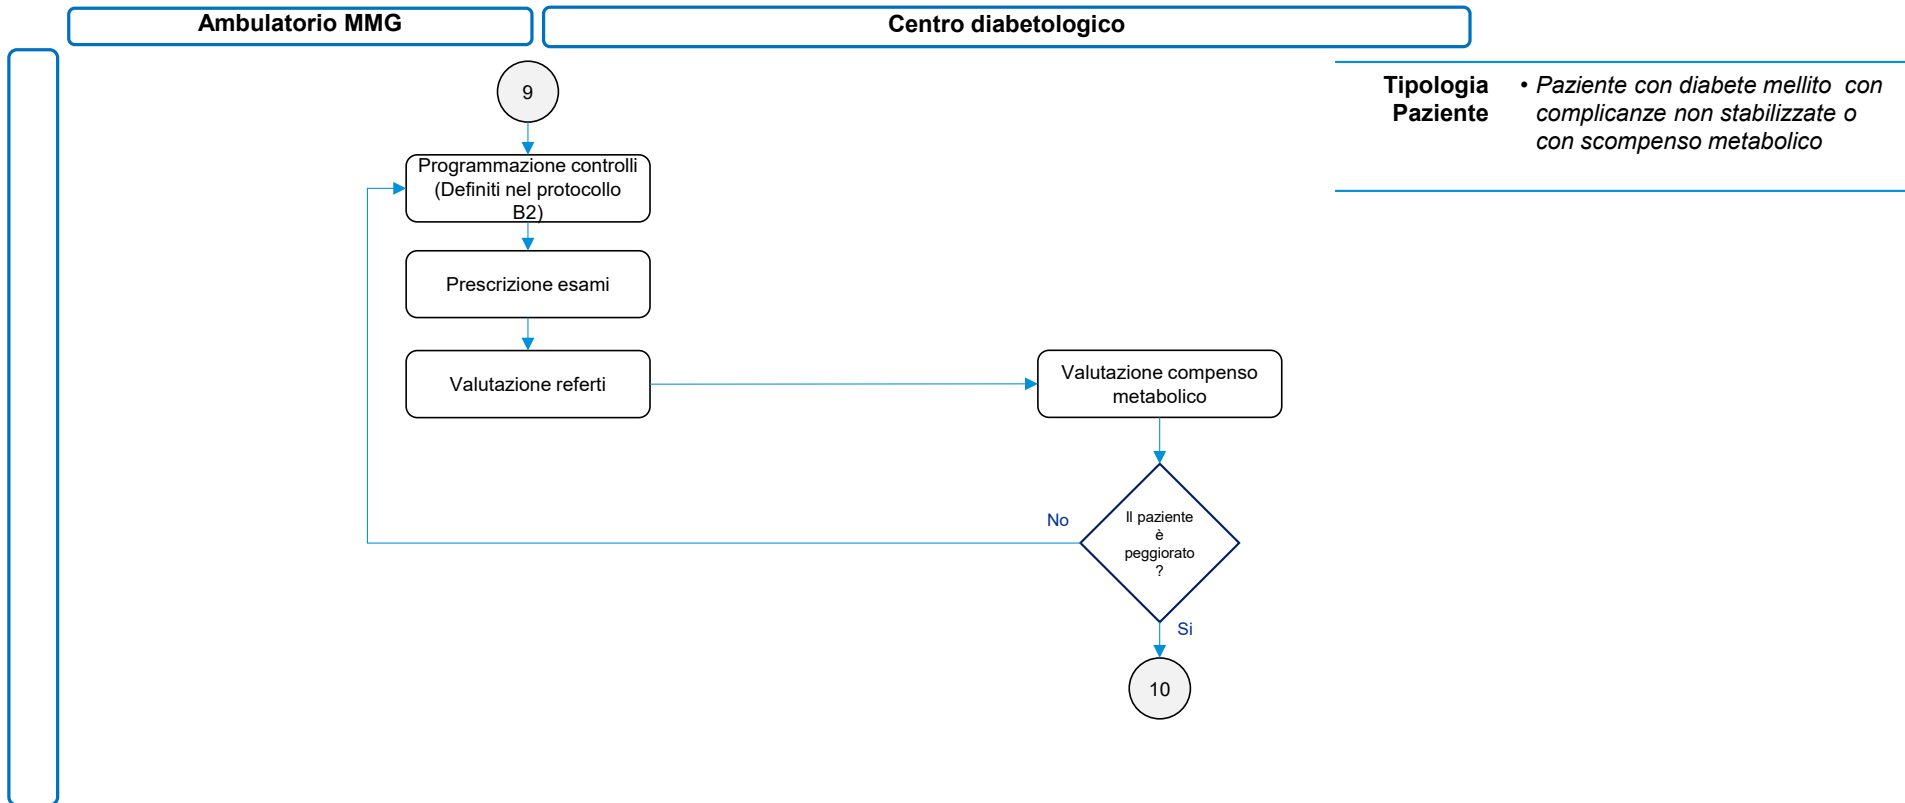 Ambulatorio MMG
Centro diabetologico
Tipologia
Paziente
• Paziente con diabete mellito con
complicanze non stabilizzate o
con scompenso metabolico
9
Programmazione controlli
(Definiti nel protocollo
B2)
Prescrizione esami
Valutazione referti
Valutazione compenso
metabolico
Il paziente
è
peggiorato
?
No
Si
10